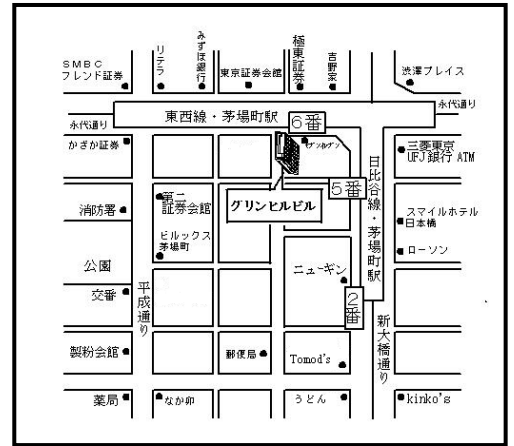 SMBC
フレンド証券
リテラ
みずほ銀行
東京証券会館
極東証券
吉野家
渋澤プレイス
永代通り
東西線・茅場町駅
6番
永代通り
かざか証券
三菱東京
UFJ銀行 ATM
日比谷線・茅場町駅
5番
グリンヒルビル
消防署
第二
証券会館
ビルックス
茅場町
スマイルホテル
日本橋
ローソン
公園
交番
平成通り
ニューギン
2番
新大橋通り
製粉会館
郵便局
Tomod's
薬局
なか卯
うどん
kinko's